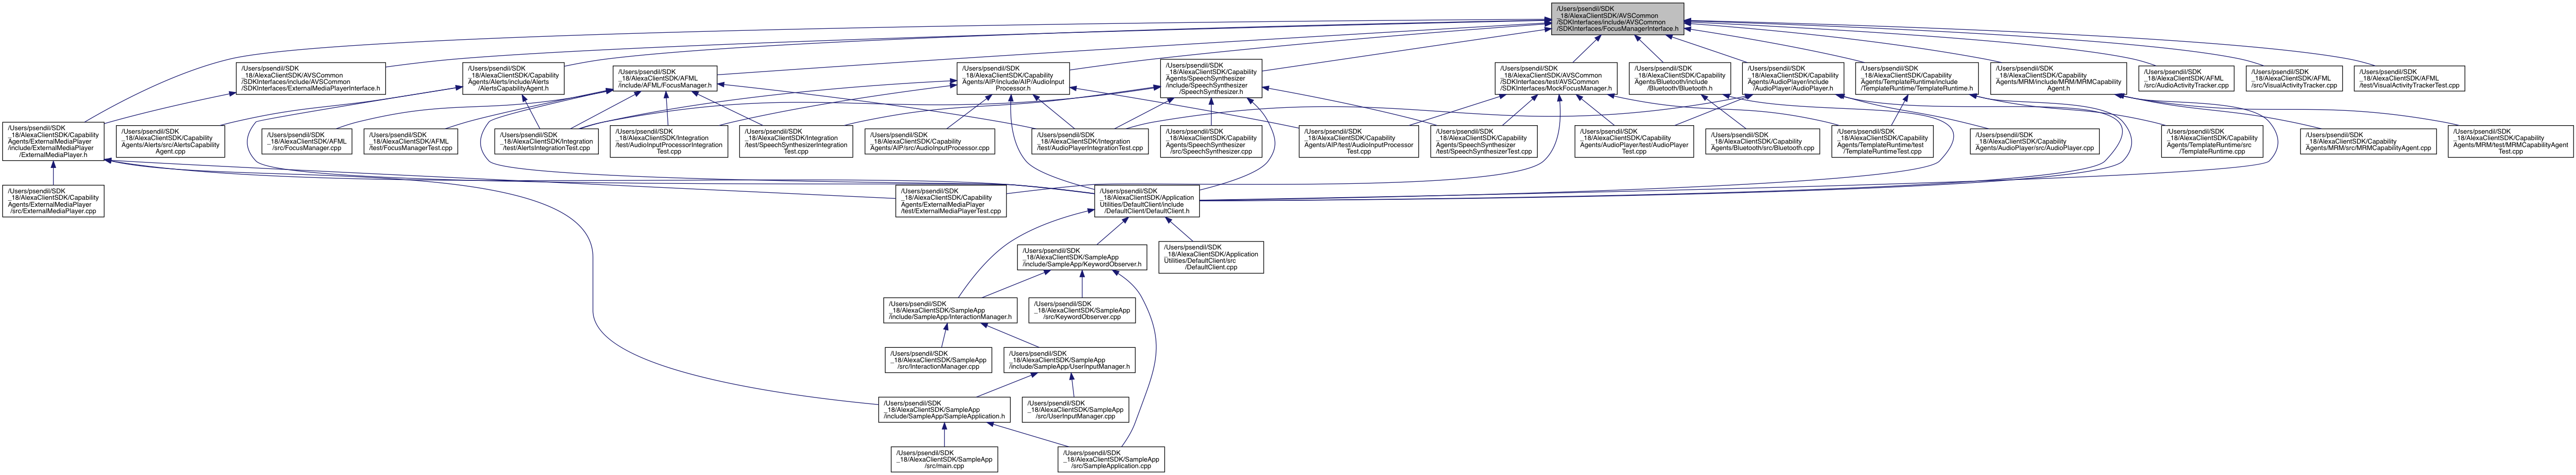 /Users/psendil/SDK
_18/AlexaClientSDK/AVSCommon
/SDKInterfaces/include/AVSCommon
/SDKInterfaces/FocusManagerInterface.h
/Users/psendil/SDK
_18/AlexaClientSDK/AVSCommon
/SDKInterfaces/include/AVSCommon
/SDKInterfaces/ExternalMediaPlayerInterface.h
/Users/psendil/SDK
_18/AlexaClientSDK/Capability
Agents/Alerts/include/Alerts
/AlertsCapabilityAgent.h
/Users/psendil/SDK
_18/AlexaClientSDK/AFML
/include/AFML/FocusManager.h
/Users/psendil/SDK
_18/AlexaClientSDK/Capability
Agents/AIP/include/AIP/AudioInput
Processor.h
/Users/psendil/SDK
_18/AlexaClientSDK/Capability
Agents/SpeechSynthesizer
/include/SpeechSynthesizer
/SpeechSynthesizer.h
/Users/psendil/SDK
_18/AlexaClientSDK/AVSCommon
/SDKInterfaces/test/AVSCommon
/SDKInterfaces/MockFocusManager.h
/Users/psendil/SDK
_18/AlexaClientSDK/Capability
Agents/Bluetooth/include
/Bluetooth/Bluetooth.h
/Users/psendil/SDK
_18/AlexaClientSDK/Capability
Agents/AudioPlayer/include
/AudioPlayer/AudioPlayer.h
/Users/psendil/SDK
_18/AlexaClientSDK/Capability
Agents/TemplateRuntime/include
/TemplateRuntime/TemplateRuntime.h
/Users/psendil/SDK
_18/AlexaClientSDK/Capability
Agents/MRM/include/MRM/MRMCapability
Agent.h
/Users/psendil/SDK
_18/AlexaClientSDK/AFML
/src/AudioActivityTracker.cpp
/Users/psendil/SDK
_18/AlexaClientSDK/AFML
/src/VisualActivityTracker.cpp
/Users/psendil/SDK
_18/AlexaClientSDK/AFML
/test/VisualActivityTrackerTest.cpp
/Users/psendil/SDK
_18/AlexaClientSDK/Capability
Agents/ExternalMediaPlayer
/include/ExternalMediaPlayer
/ExternalMediaPlayer.h
/Users/psendil/SDK
_18/AlexaClientSDK/Capability
Agents/Alerts/src/AlertsCapability
Agent.cpp
/Users/psendil/SDK
_18/AlexaClientSDK/AFML
/src/FocusManager.cpp
/Users/psendil/SDK
_18/AlexaClientSDK/AFML
/test/FocusManagerTest.cpp
/Users/psendil/SDK
_18/AlexaClientSDK/Integration
/test/AlertsIntegrationTest.cpp
/Users/psendil/SDK
_18/AlexaClientSDK/Integration
/test/AudioInputProcessorIntegration
Test.cpp
/Users/psendil/SDK
_18/AlexaClientSDK/Integration
/test/SpeechSynthesizerIntegration
Test.cpp
/Users/psendil/SDK
_18/AlexaClientSDK/Capability
Agents/AIP/src/AudioInputProcessor.cpp
/Users/psendil/SDK
_18/AlexaClientSDK/Integration
/test/AudioPlayerIntegrationTest.cpp
/Users/psendil/SDK
_18/AlexaClientSDK/Capability
Agents/SpeechSynthesizer
/src/SpeechSynthesizer.cpp
/Users/psendil/SDK
_18/AlexaClientSDK/Capability
Agents/AIP/test/AudioInputProcessor
Test.cpp
/Users/psendil/SDK
_18/AlexaClientSDK/Capability
Agents/SpeechSynthesizer
/test/SpeechSynthesizerTest.cpp
/Users/psendil/SDK
_18/AlexaClientSDK/Capability
Agents/AudioPlayer/test/AudioPlayer
Test.cpp
/Users/psendil/SDK
_18/AlexaClientSDK/Capability
Agents/Bluetooth/src/Bluetooth.cpp
/Users/psendil/SDK
_18/AlexaClientSDK/Capability
Agents/TemplateRuntime/test
/TemplateRuntimeTest.cpp
/Users/psendil/SDK
_18/AlexaClientSDK/Capability
Agents/AudioPlayer/src/AudioPlayer.cpp
/Users/psendil/SDK
_18/AlexaClientSDK/Capability
Agents/TemplateRuntime/src
/TemplateRuntime.cpp
/Users/psendil/SDK
_18/AlexaClientSDK/Capability
Agents/MRM/src/MRMCapabilityAgent.cpp
/Users/psendil/SDK
_18/AlexaClientSDK/Capability
Agents/MRM/test/MRMCapabilityAgent
Test.cpp
/Users/psendil/SDK
_18/AlexaClientSDK/Capability
Agents/ExternalMediaPlayer
/src/ExternalMediaPlayer.cpp
/Users/psendil/SDK
_18/AlexaClientSDK/Capability
Agents/ExternalMediaPlayer
/test/ExternalMediaPlayerTest.cpp
/Users/psendil/SDK
_18/AlexaClientSDK/Application
Utilities/DefaultClient/include
/DefaultClient/DefaultClient.h
/Users/psendil/SDK
_18/AlexaClientSDK/SampleApp
/include/SampleApp/KeywordObserver.h
/Users/psendil/SDK
_18/AlexaClientSDK/Application
Utilities/DefaultClient/src
/DefaultClient.cpp
/Users/psendil/SDK
_18/AlexaClientSDK/SampleApp
/include/SampleApp/InteractionManager.h
/Users/psendil/SDK
_18/AlexaClientSDK/SampleApp
/src/KeywordObserver.cpp
/Users/psendil/SDK
_18/AlexaClientSDK/SampleApp
/src/InteractionManager.cpp
/Users/psendil/SDK
_18/AlexaClientSDK/SampleApp
/include/SampleApp/UserInputManager.h
/Users/psendil/SDK
_18/AlexaClientSDK/SampleApp
/include/SampleApp/SampleApplication.h
/Users/psendil/SDK
_18/AlexaClientSDK/SampleApp
/src/UserInputManager.cpp
/Users/psendil/SDK
_18/AlexaClientSDK/SampleApp
/src/main.cpp
/Users/psendil/SDK
_18/AlexaClientSDK/SampleApp
/src/SampleApplication.cpp